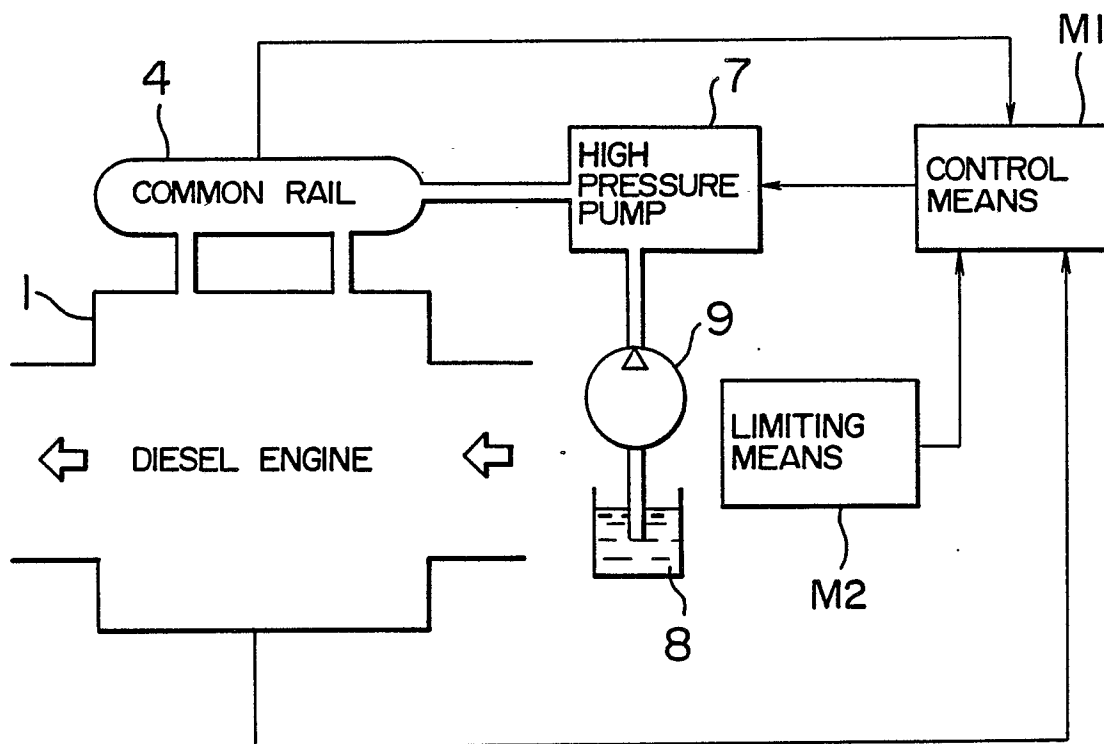 M1
4
7
COMMON RAIL
HIGH
PRESSURE
PUMP
CONTROL
MEANS
1
9
DIESEL ENGINE
LIMITING
MEANS
M2
8